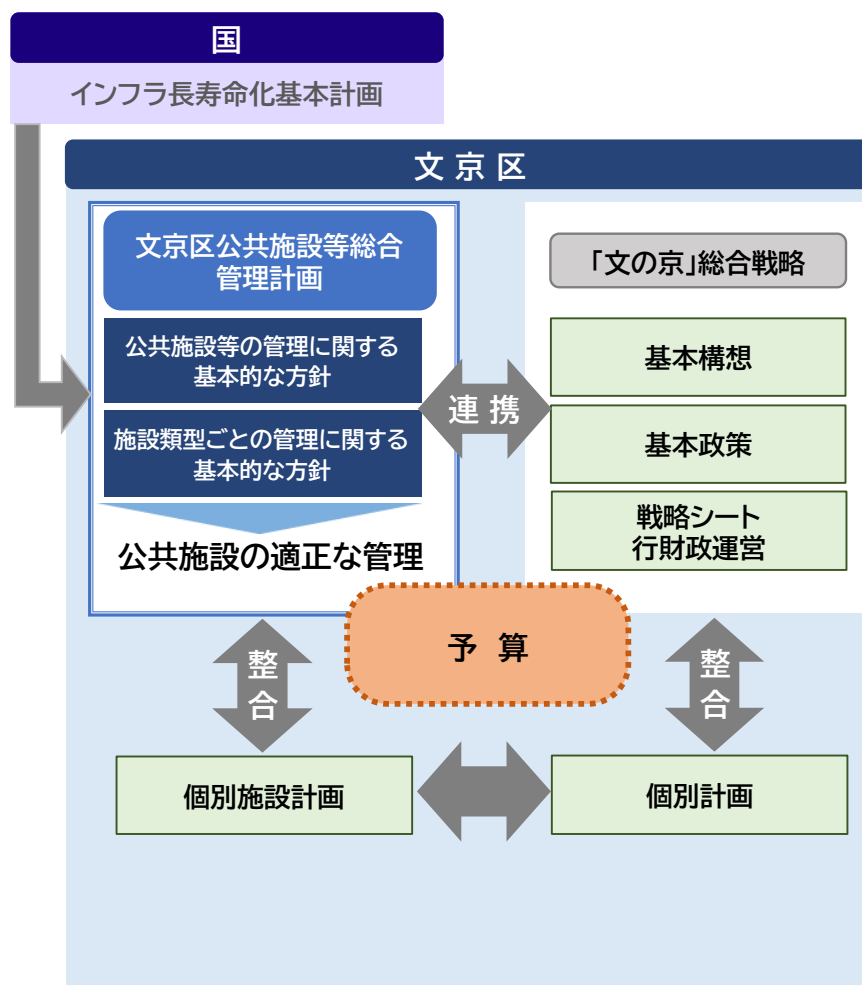 国
インフラ長寿命化基本計画
文京区
文京区公共施設等総合
管理計画
公共施設等の管理に関する
基本的な方針
施設類型ごとの管理に関する
基本的な方針
公共施設の適正な管理
連携
「文の京」総合戦略
基本構想
基本政策
戦略シート
行財政運営
予算
整合
整合
個別施設計画
個別計画